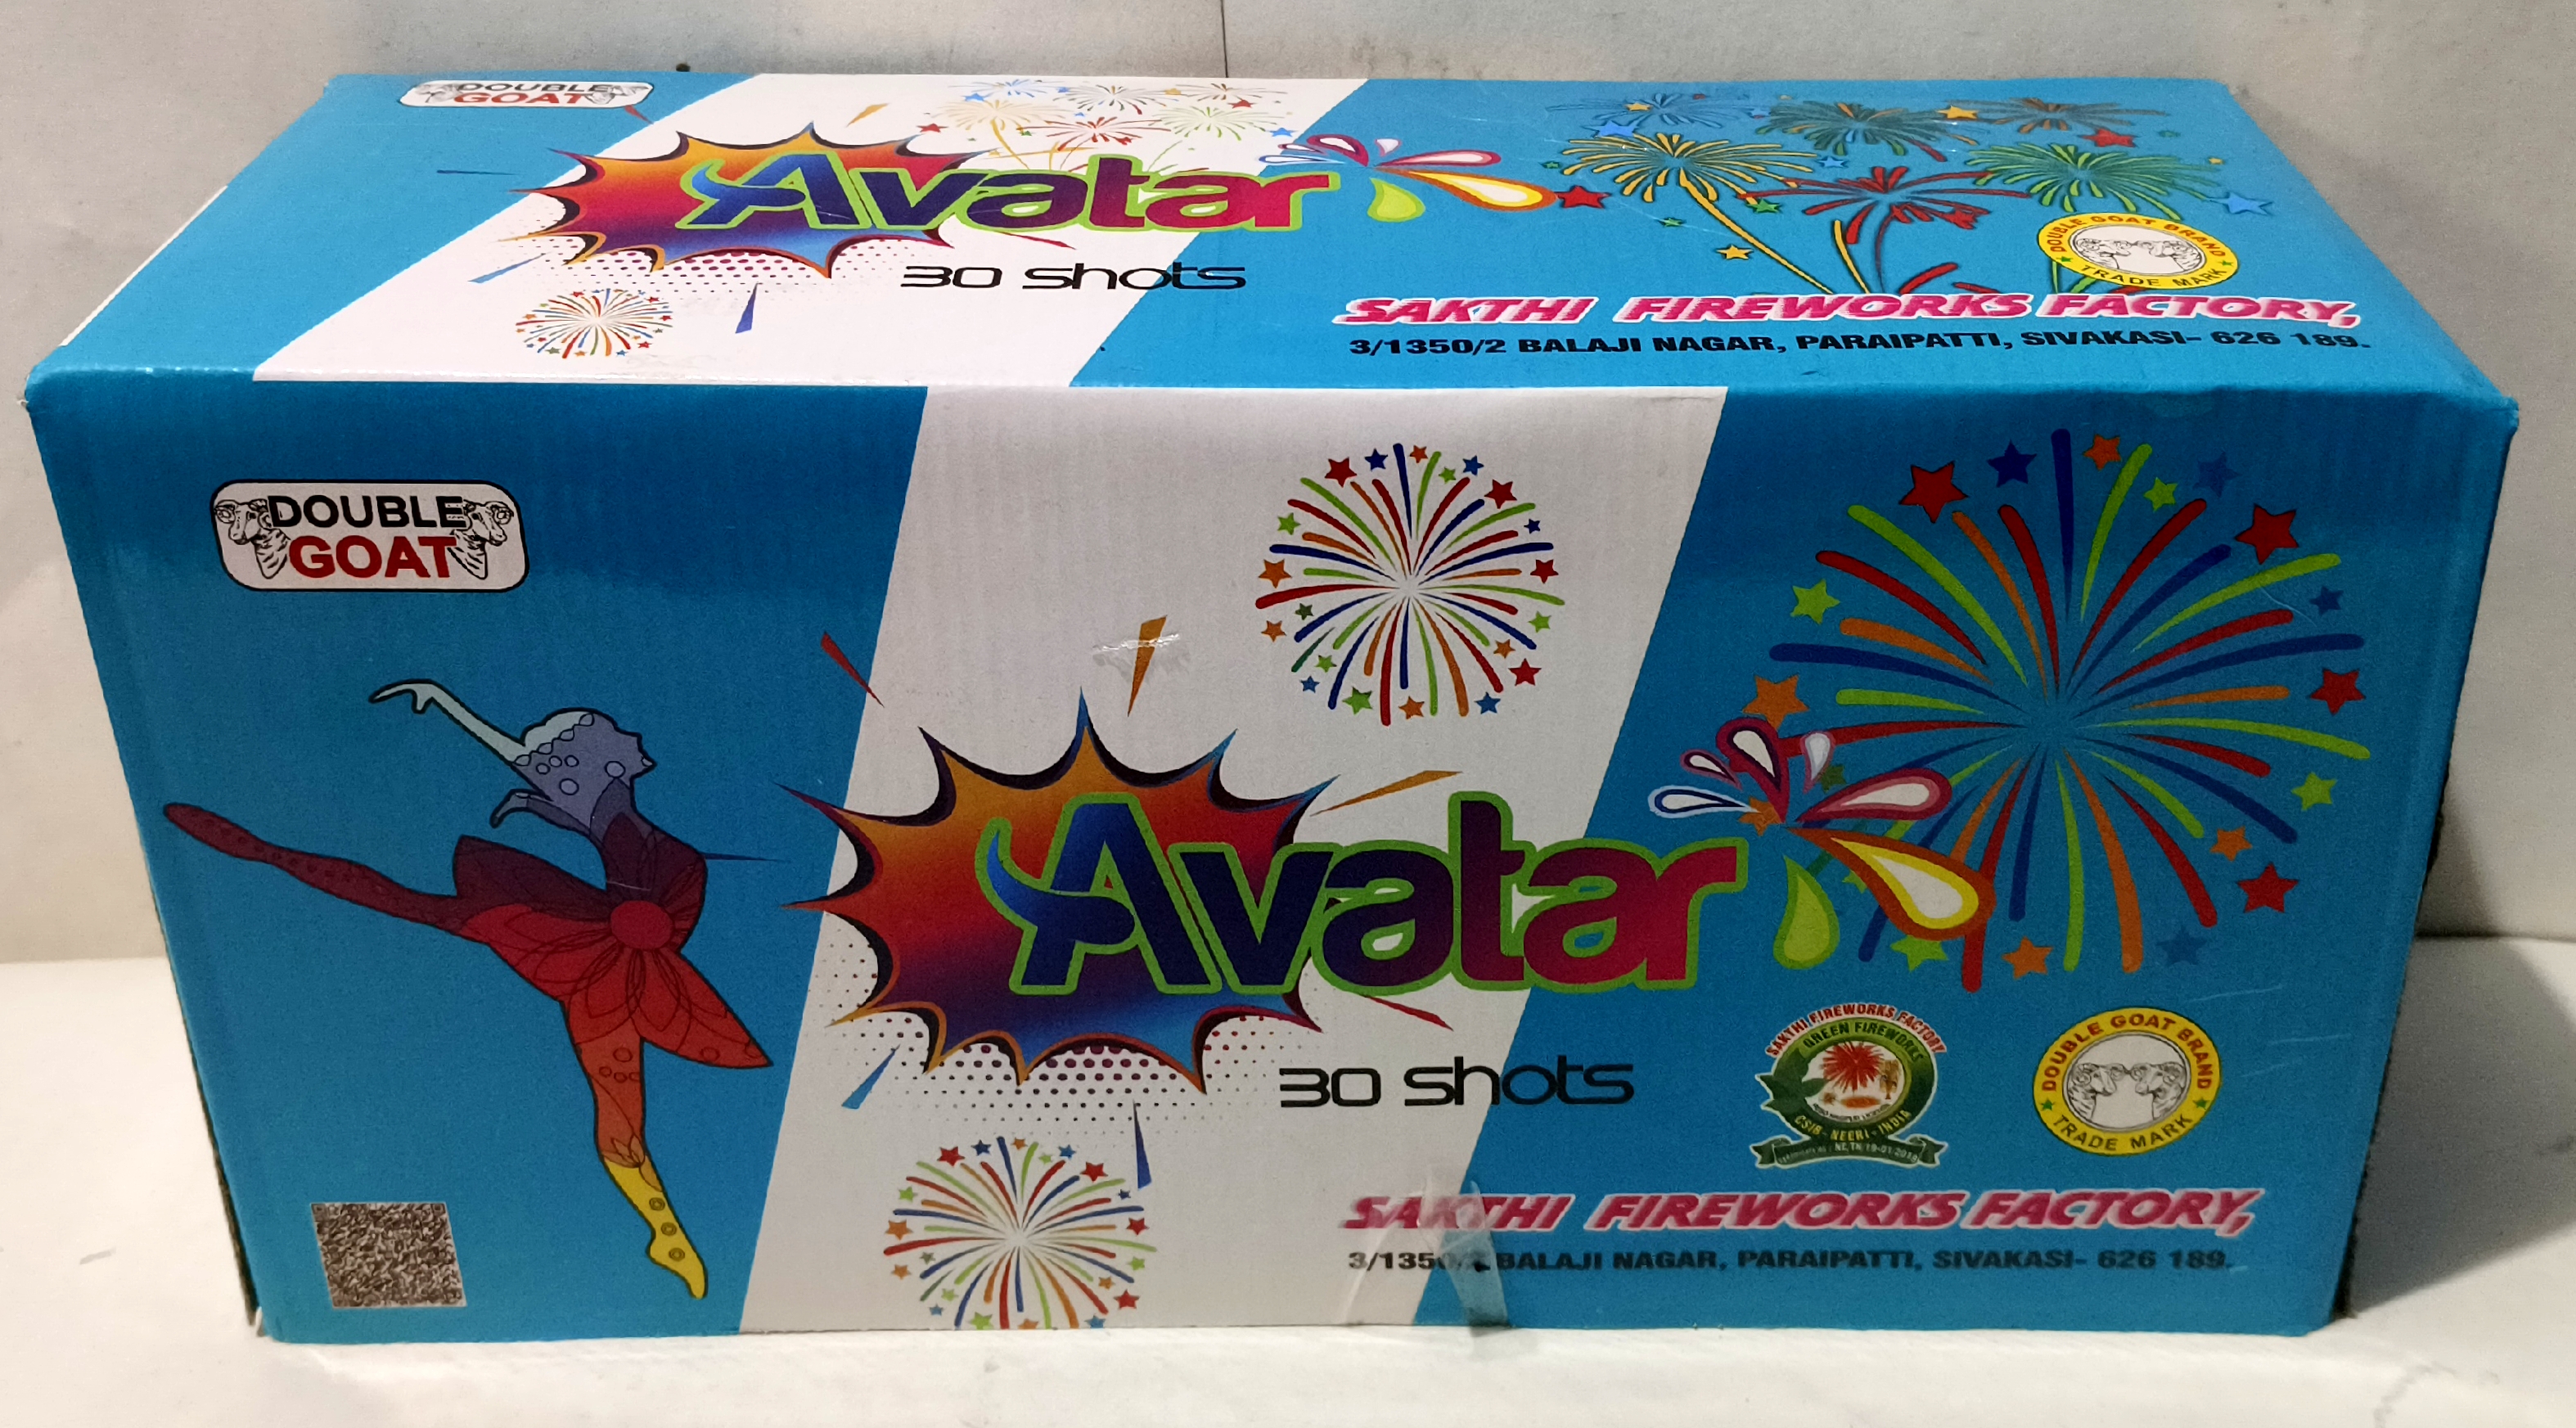 DOUBLE
GOAT
Avatar
30 Shots
DOUBLE GOAT BRAND
TRADE MARK
SAKTHI FIREWORKS FACTORY,
3/1350/2 BALAJI NAGAR, PARAIPATTI, SIVAKASI- 626 189.
DOUBLE
GOAT
Avatar
30 Shots
SAKTHI FIREWORKS FACTORY
GREEN FIREWORKS
CSIR - NEERI - INDIA
DOUBLE GOAT BRAND
TRADE MARK
SAKTHI FIREWORKS FACTORY,
BALAJI NAGAR, PARAIPATTI, SIVAKASI- 626 189.